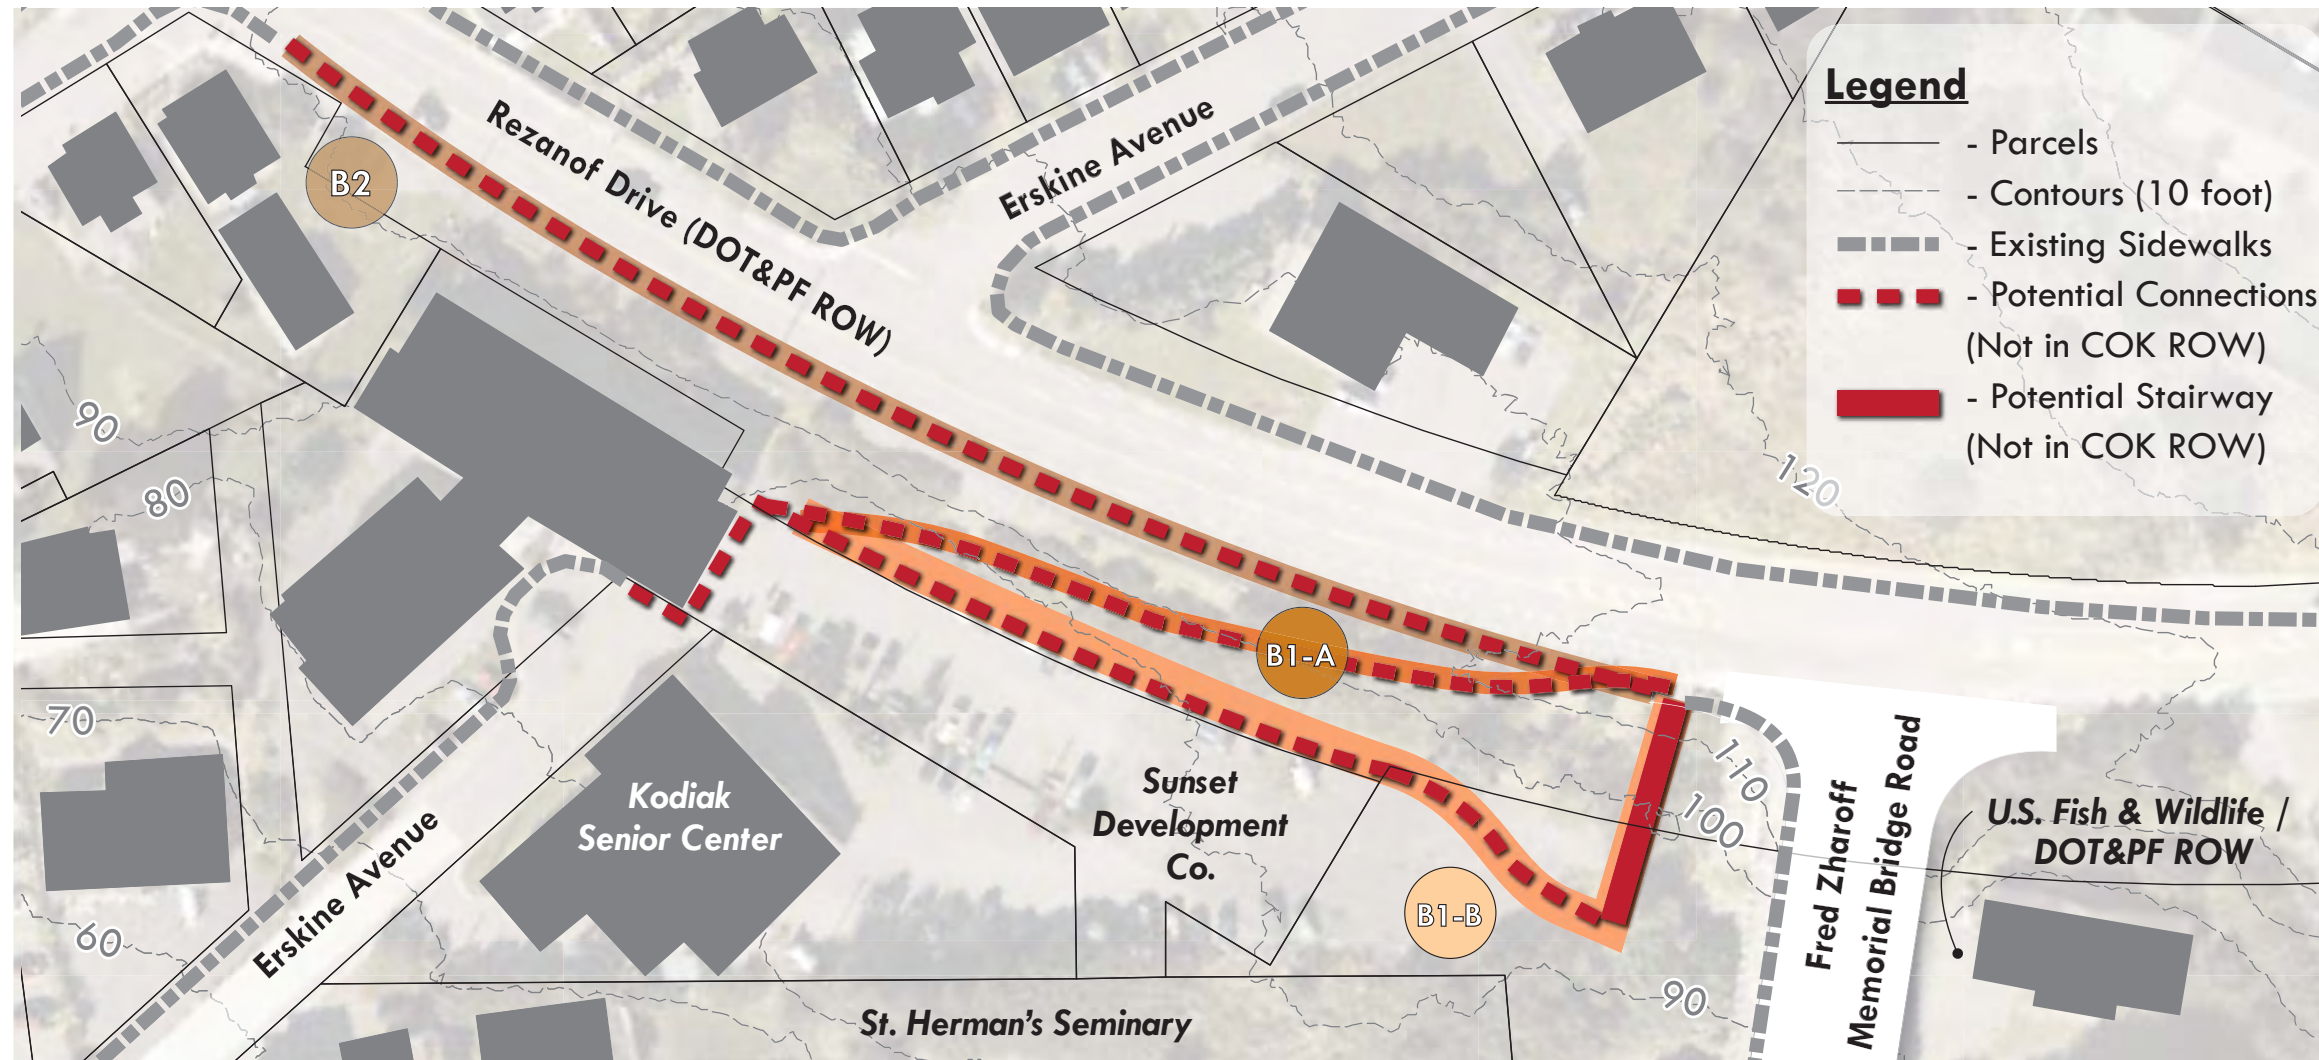 Legend
- Parcels
- Contours (10 foot)
- Existing Sidewalks
- Potential Connections
(Not in COK ROW)
- Potential Stairway
(Not in COK ROW)
Rezanof Drive (DOT&PF ROW)
Erskine Avenue
B2
90
80
120
B1-A
70
110
100
Kodiak
Senior Center
Sunset
Development
Co.
U.S. Fish & Wildlife /
DOT&PF ROW
Fred Zharoff
Memorial Bridge Road
B1-B
Erskine Avenue
60
90
St. Herman's Seminary